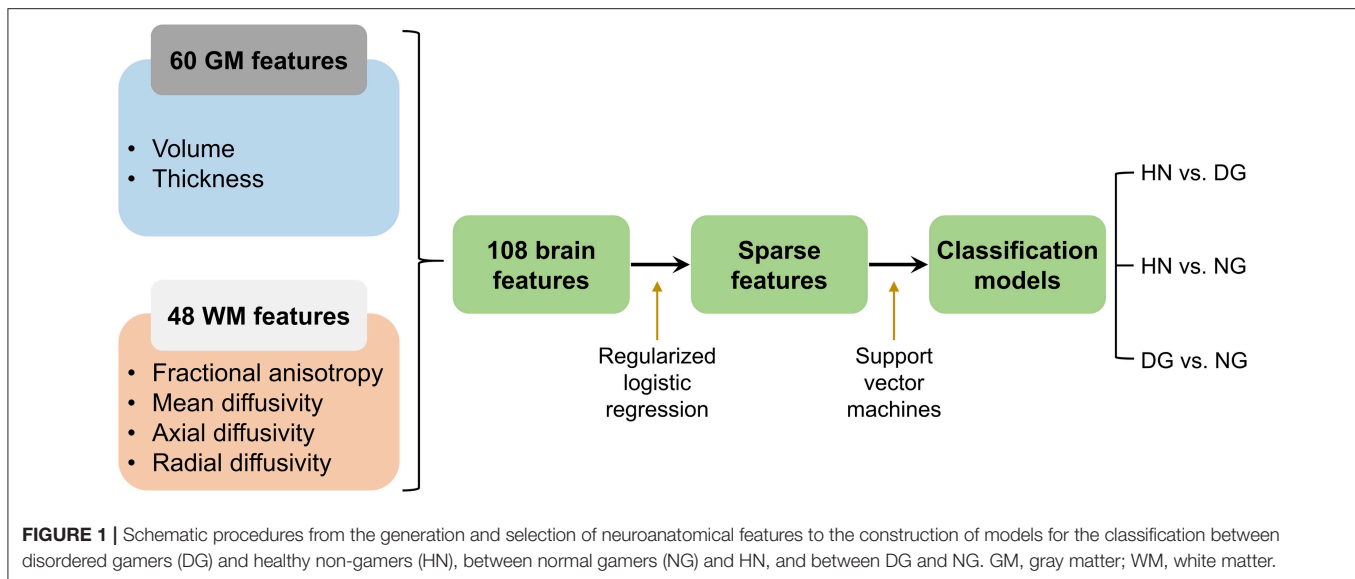 60 GM features
• Volume
• Thickness
48 WM features
• Fractional anisotropy
• Mean diffusivity
• Axial diffusivity
• Radial diffusivity
108 brain
features
Regularized
logistic
regression
Sparse
features
Support
vector
machines
Classification
models
HN vs. DG
HN vs. NG
DG vs. NG
FIGURE 1 | Schematic procedures from the generation and selection of neuroanatomical features to the construction of models for the classification between
disordered gamers (DG) and healthy non-gamers (HN), between normal gamers (NG) and HN, and between DG and NG. GM, gray matter; WM, white matter.